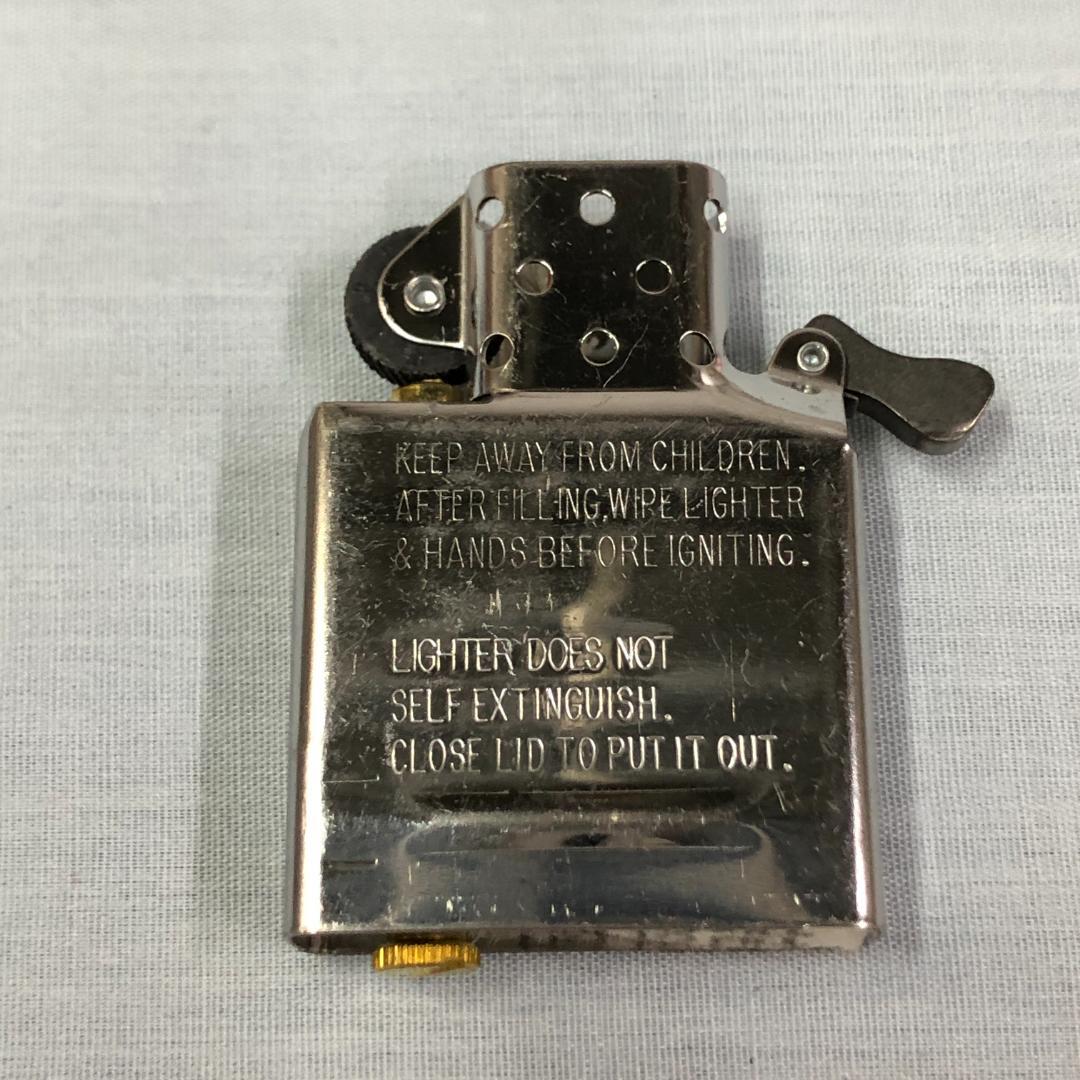 KEEP AWAY FROM CHILDREN.
AFTER FILLING, WIPE LIGHTER
& HANDS BEFORE IGNITING.
LIGHTER DOES NOT
SELF EXTINGUISH.
CLOSE LID TO PUT IT OUT.